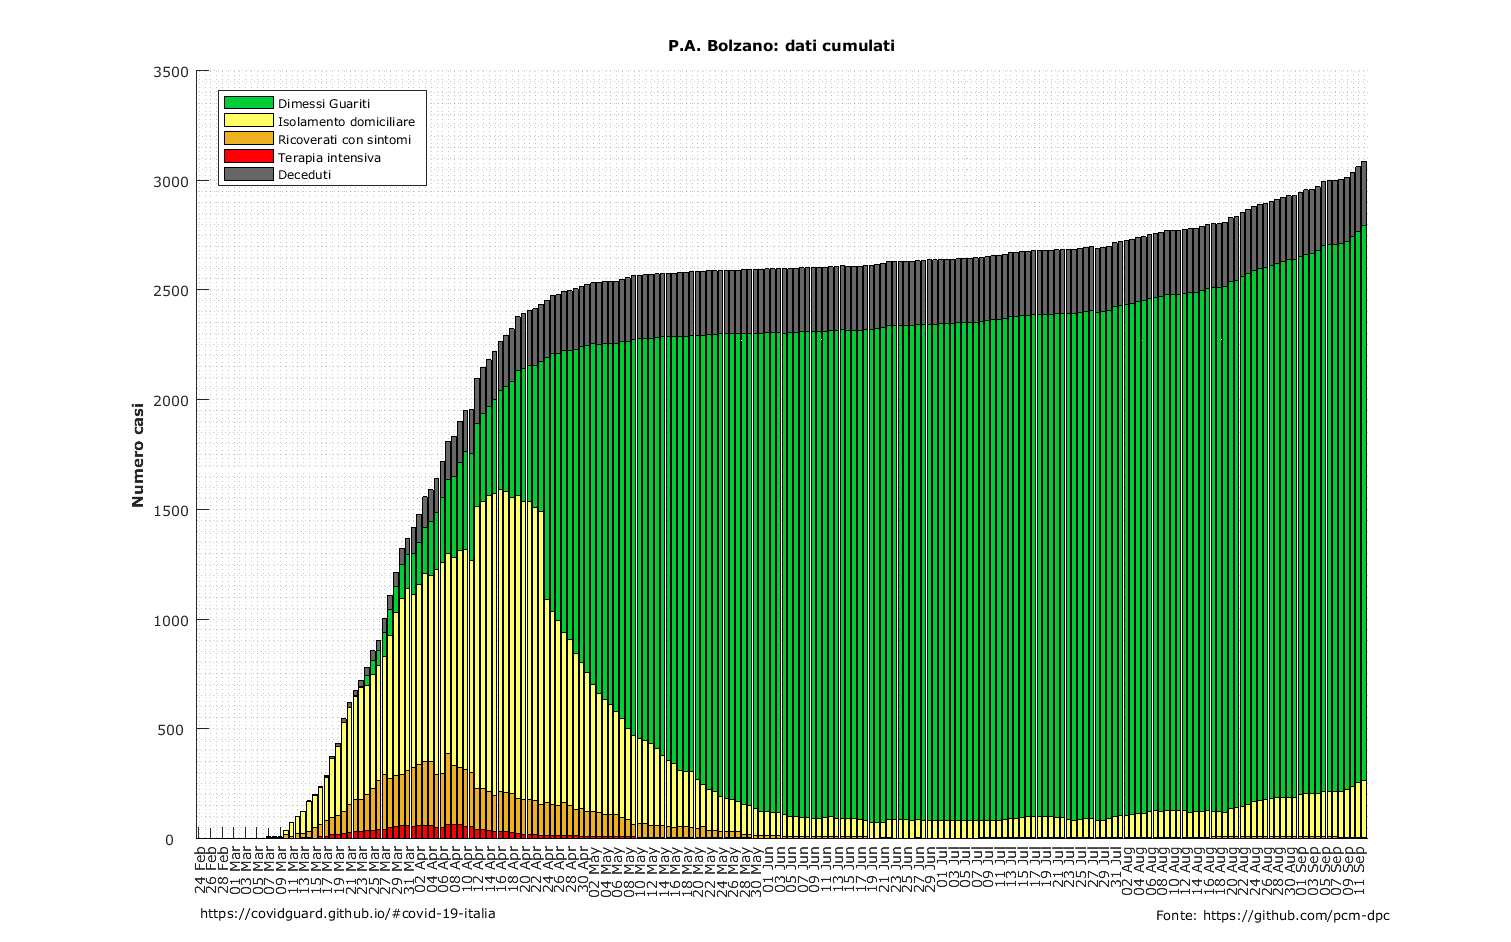 P.A. Bolzano: dati cumulati
3500
3000
2500
2000
1500
1000
500
0
Numero casi
Dimessi Guariti
Isolamento domiciliare
Ricoverati con sintomi
Terapia intensiva
Deceduti
24 Feb
26 Feb
28 Feb
01 Mar
03 Mar
05 Mar
07 Mar
09 Mar
11 Mar
13 Mar
15 Mar
17 Mar
19 Mar
21 Mar
23 Mar
25 Mar
27 Mar
29 Mar
31 Mar
02 Apr
04 Apr
06 Apr
08 Apr
10 Apr
12 Apr
14 Apr
16 Apr
18 Apr
20 Apr
22 Apr
24 Apr
26 Apr
28 Apr
30 Apr
02 May
04 May
06 May
08 May
10 May
12 May
14 May
16 May
18 May
20 May
22 May
24 May
26 May
28 May
30 May
01 Jun
03 Jun
05 Jun
07 Jun
09 Jun
11 Jun
13 Jun
15 Jun
17 Jun
19 Jun
21 Jun
23 Jun
25 Jun
27 Jun
29 Jun
01 Jul
03 Jul
05 Jul
07 Jul
09 Jul
11 Jul
13 Jul
15 Jul
17 Jul
19 Jul
21 Jul
23 Jul
25 Jul
27 Jul
29 Jul
31 Jul
02 Aug
04 Aug
06 Aug
08 Aug
10 Aug
12 Aug
14 Aug
16 Aug
18 Aug
20 Aug
22 Aug
24 Aug
26 Aug
28 Aug
30 Aug
01 Sep
03 Sep
05 Sep
07 Sep
09 Sep
11 Sep
https://covidguard.github.io/#covid-19-italia
Fonte: https://github.com/pcm-dpc